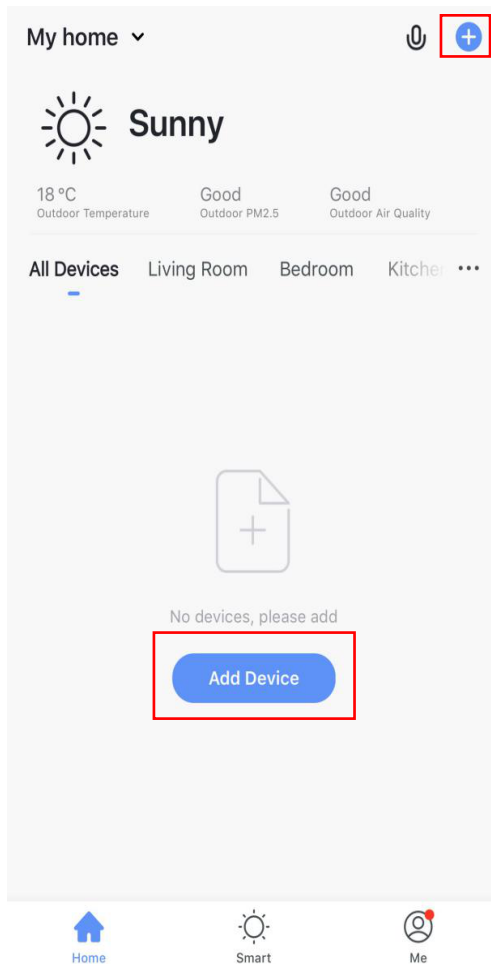 My home
Sunny
18 °C Good Good
Outdoor Temperature Outdoor PM2.5 Outdoor Air Quality
All Devices Living Room Bedroom Kitchen
No devices, please add
Add Device
Home Smart Me